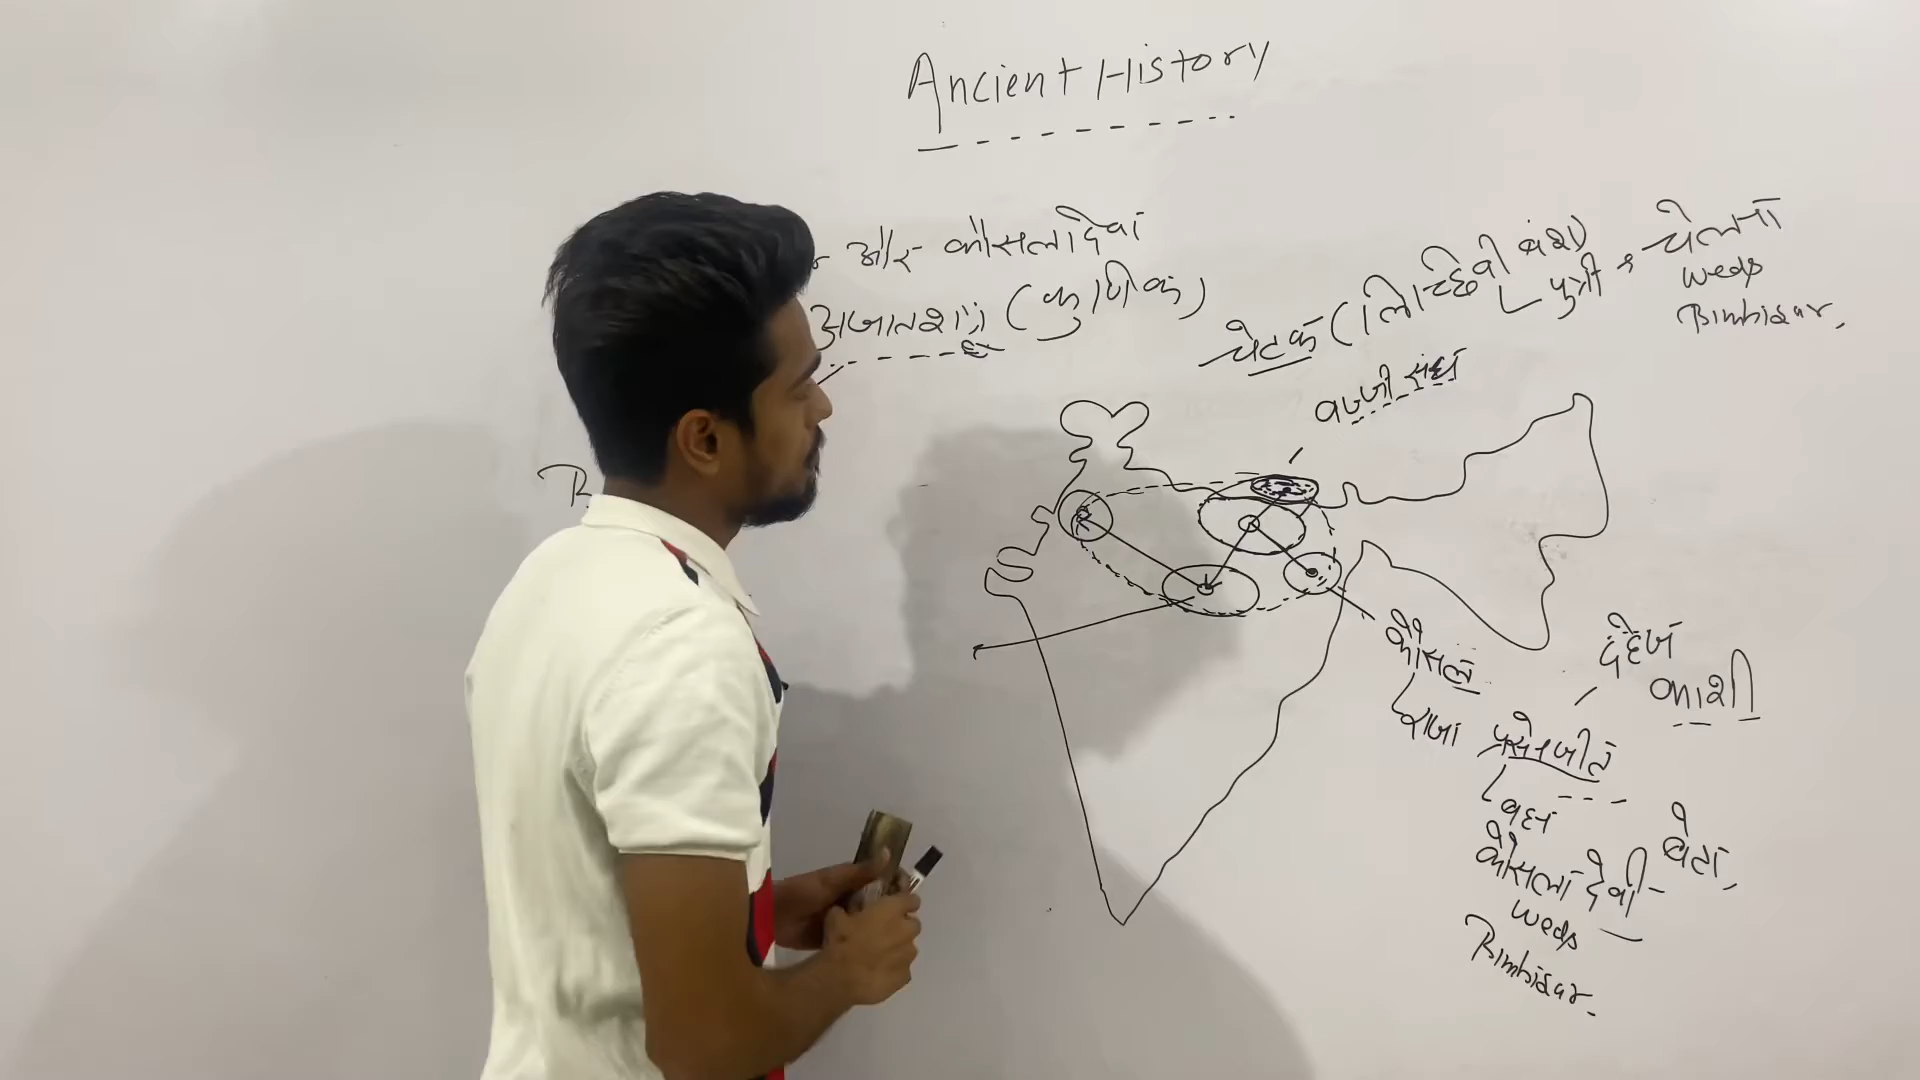 Ancient History
और कोसलादेवी
अजातशत्रु (कुणिक)
चेटक (लिच्छवी वंश)
पुत्री
चेलना
weds
Bimbisar,
वज्जी संघ
कोसल
राजा प्रसेनजीत
दहेज
काशी
बहन
कोसला देवी
weds
Bimbisar
बेटा,